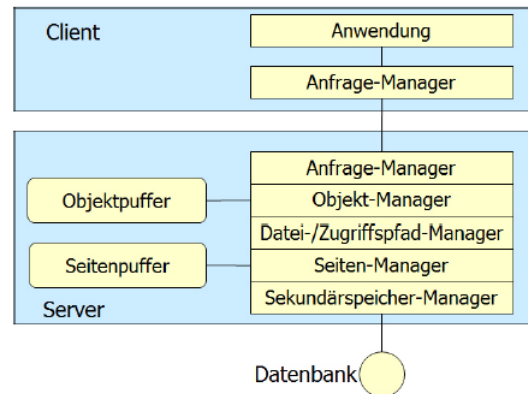 Client
Anwendung
Anfrage-Manager
Anfrage-Manager
Objektpuffer
Objekt-Manager
Datei-/Zugriffspfad-Manager
Seitenpuffer
Seiten-Manager
Sekundärspeicher-Manager
Server
Datenbank